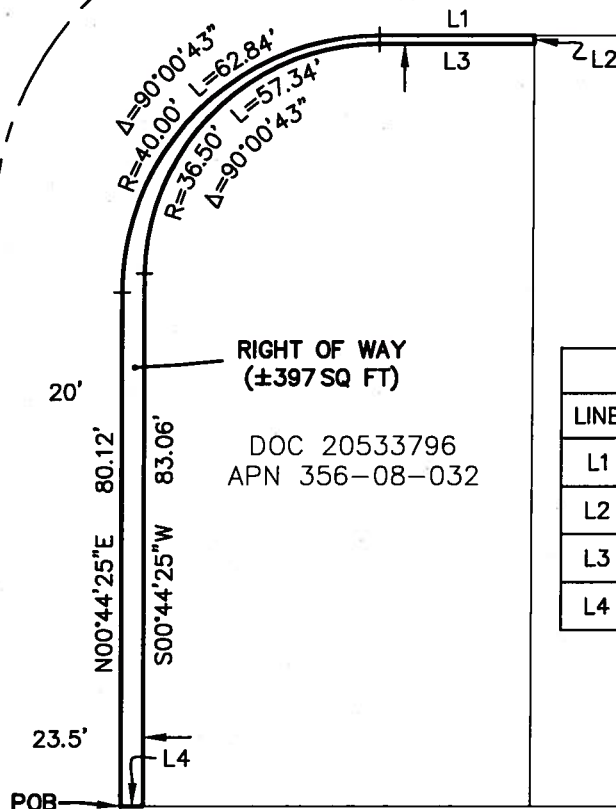 L1
L2
L3
Δ=90°00'43"
R=40.00' L=62.84'
R=36.50' L=57.34'
Δ=90°00'43"
RIGHT OF WAY
(±397 SQ FT)
20'
DOC 20533796
APN 356-08-032
N00°44'25"E 80.12'
S00°44'25"W 83.06'
LINE
L1
L2
L3
L4
23.5'
L4
POB